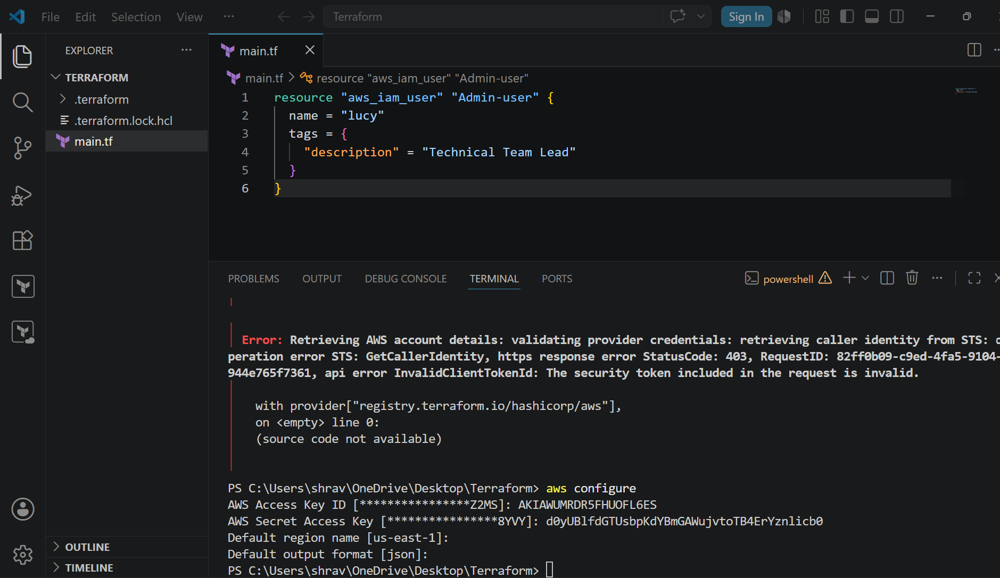 File Edit Selection View ··· Terraform Sign In
EXPLORER ···
TERRAFORM
.terraform
.terraform.lock.hcl
main.tf
OUTLINE
TIMELINE
main.tf
main.tf > resource "aws_iam_user" "Admin-user"
1 resource "aws_iam_user" "Admin-user" {
2 name = "lucy"
3 tags = {
4 "description" = "Technical Team Lead"
5 }
6 }
PROBLEMS OUTPUT DEBUG CONSOLE TERMINAL PORTS powershell
Error: Retrieving AWS account details: validating provider credentials: retrieving caller identity from STS: o
peration error STS: GetCallerIdentity, https response error StatusCode: 403, RequestID: 82ff0b09-c9ed-4fa5-9104-
944e765f7361, api error InvalidClientTokenId: The security token included in the request is invalid.
with provider["registry.terraform.io/hashicorp/aws"],
on <empty> line 0:
(source code not available)
PS C:\Users\shrav\OneDrive\Desktop\Terraform> aws configure
AWS Access Key ID [****************Z2MS]: AKIAWUMRDR5FHUOFL6ES
AWS Secret Access Key [****************8YVY]: 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
Default region name [us-east-1]:
Default output format [json]:
PS C:\Users\shrav\OneDrive\Desktop\Terraform>